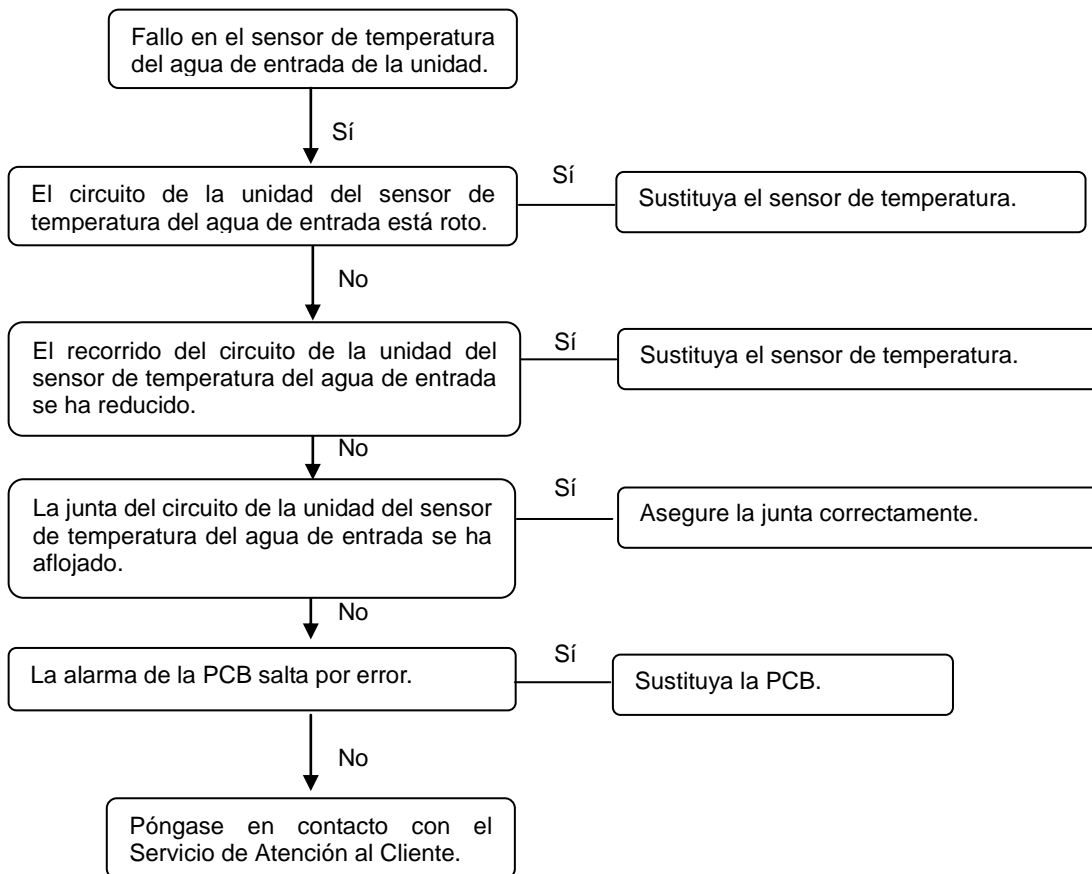 Fallo en el sensor de temperatura
del agua de entrada de la unidad.
Sí
El circuito de la unidad del sensor de
temperatura del agua de entrada está roto.
Sí
Sustituya el sensor de temperatura.
No
El recorrido del circuito de la unidad del
sensor de temperatura del agua de entrada
se ha reducido.
Sí
Sustituya el sensor de temperatura.
No
La junta del circuito de la unidad del sensor
de temperatura del agua de entrada se ha
aflojado.
Sí
Asegure la junta correctamente.
No
La alarma de la PCB salta por error.
Sí
Sustituya la PCB.
No
Póngase en contacto con el
Servicio de Atención al Cliente.